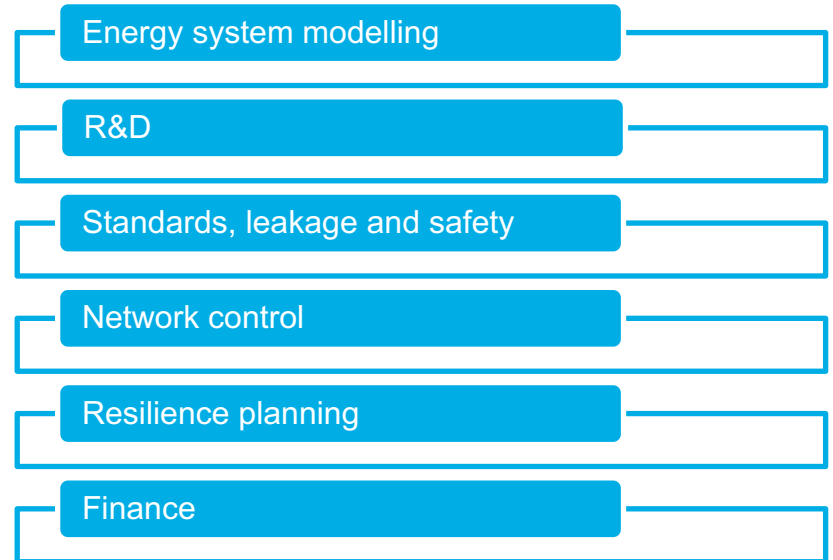 Energy system modelling
R&D
Standards, leakage and safety
Network control
Resilience planning
Finance